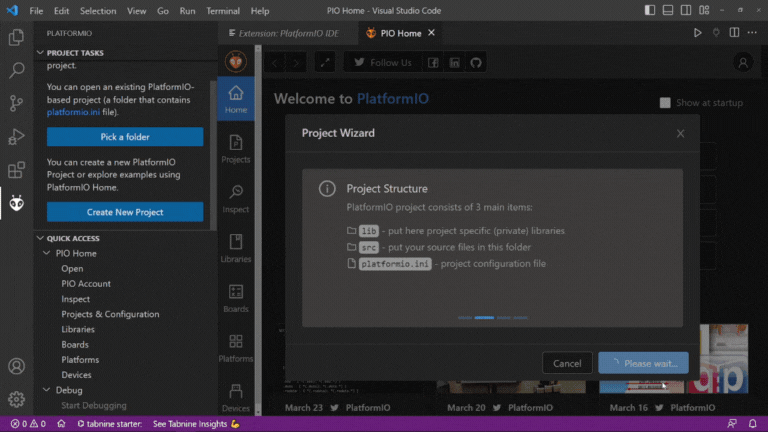 File Edit Selection View Go Run Terminal Help
PIO Home - Visual Studio Code
PLATFORMIO
PROJECT TASKS
project.
You can open an existing PlatformIO-
based project (a folder that contains
platformio.ini file).
Pick a folder
You can create a new PlatformIO
Project or explore examples using
PlatformIO Home.
Create New Project
QUICK ACCESS
PIO Home
Open
PIO Account
Inspect
Projects & Configuration
Libraries
Boards
Platforms
Devices
Debug
Start Debugging
Extension: PlatformIO IDE
PIO Home
Home
Projects
Inspect
Libraries
Boards
Platforms
Devices
Follow Us
Welcome to PlatformIO
Show at startup
Project Wizard
Project Structure
PlatformIO project consists of 3 main items:
lib - put here project specific (private) libraries
src - put your source files in this folder
platformio.ini - project configuration file
Cancel
Please wait...
March 23 PlatformIO
March 20 PlatformIO
March 16 PlatformIO
0 0 tabnine starter: See Tabnine Insights 💪